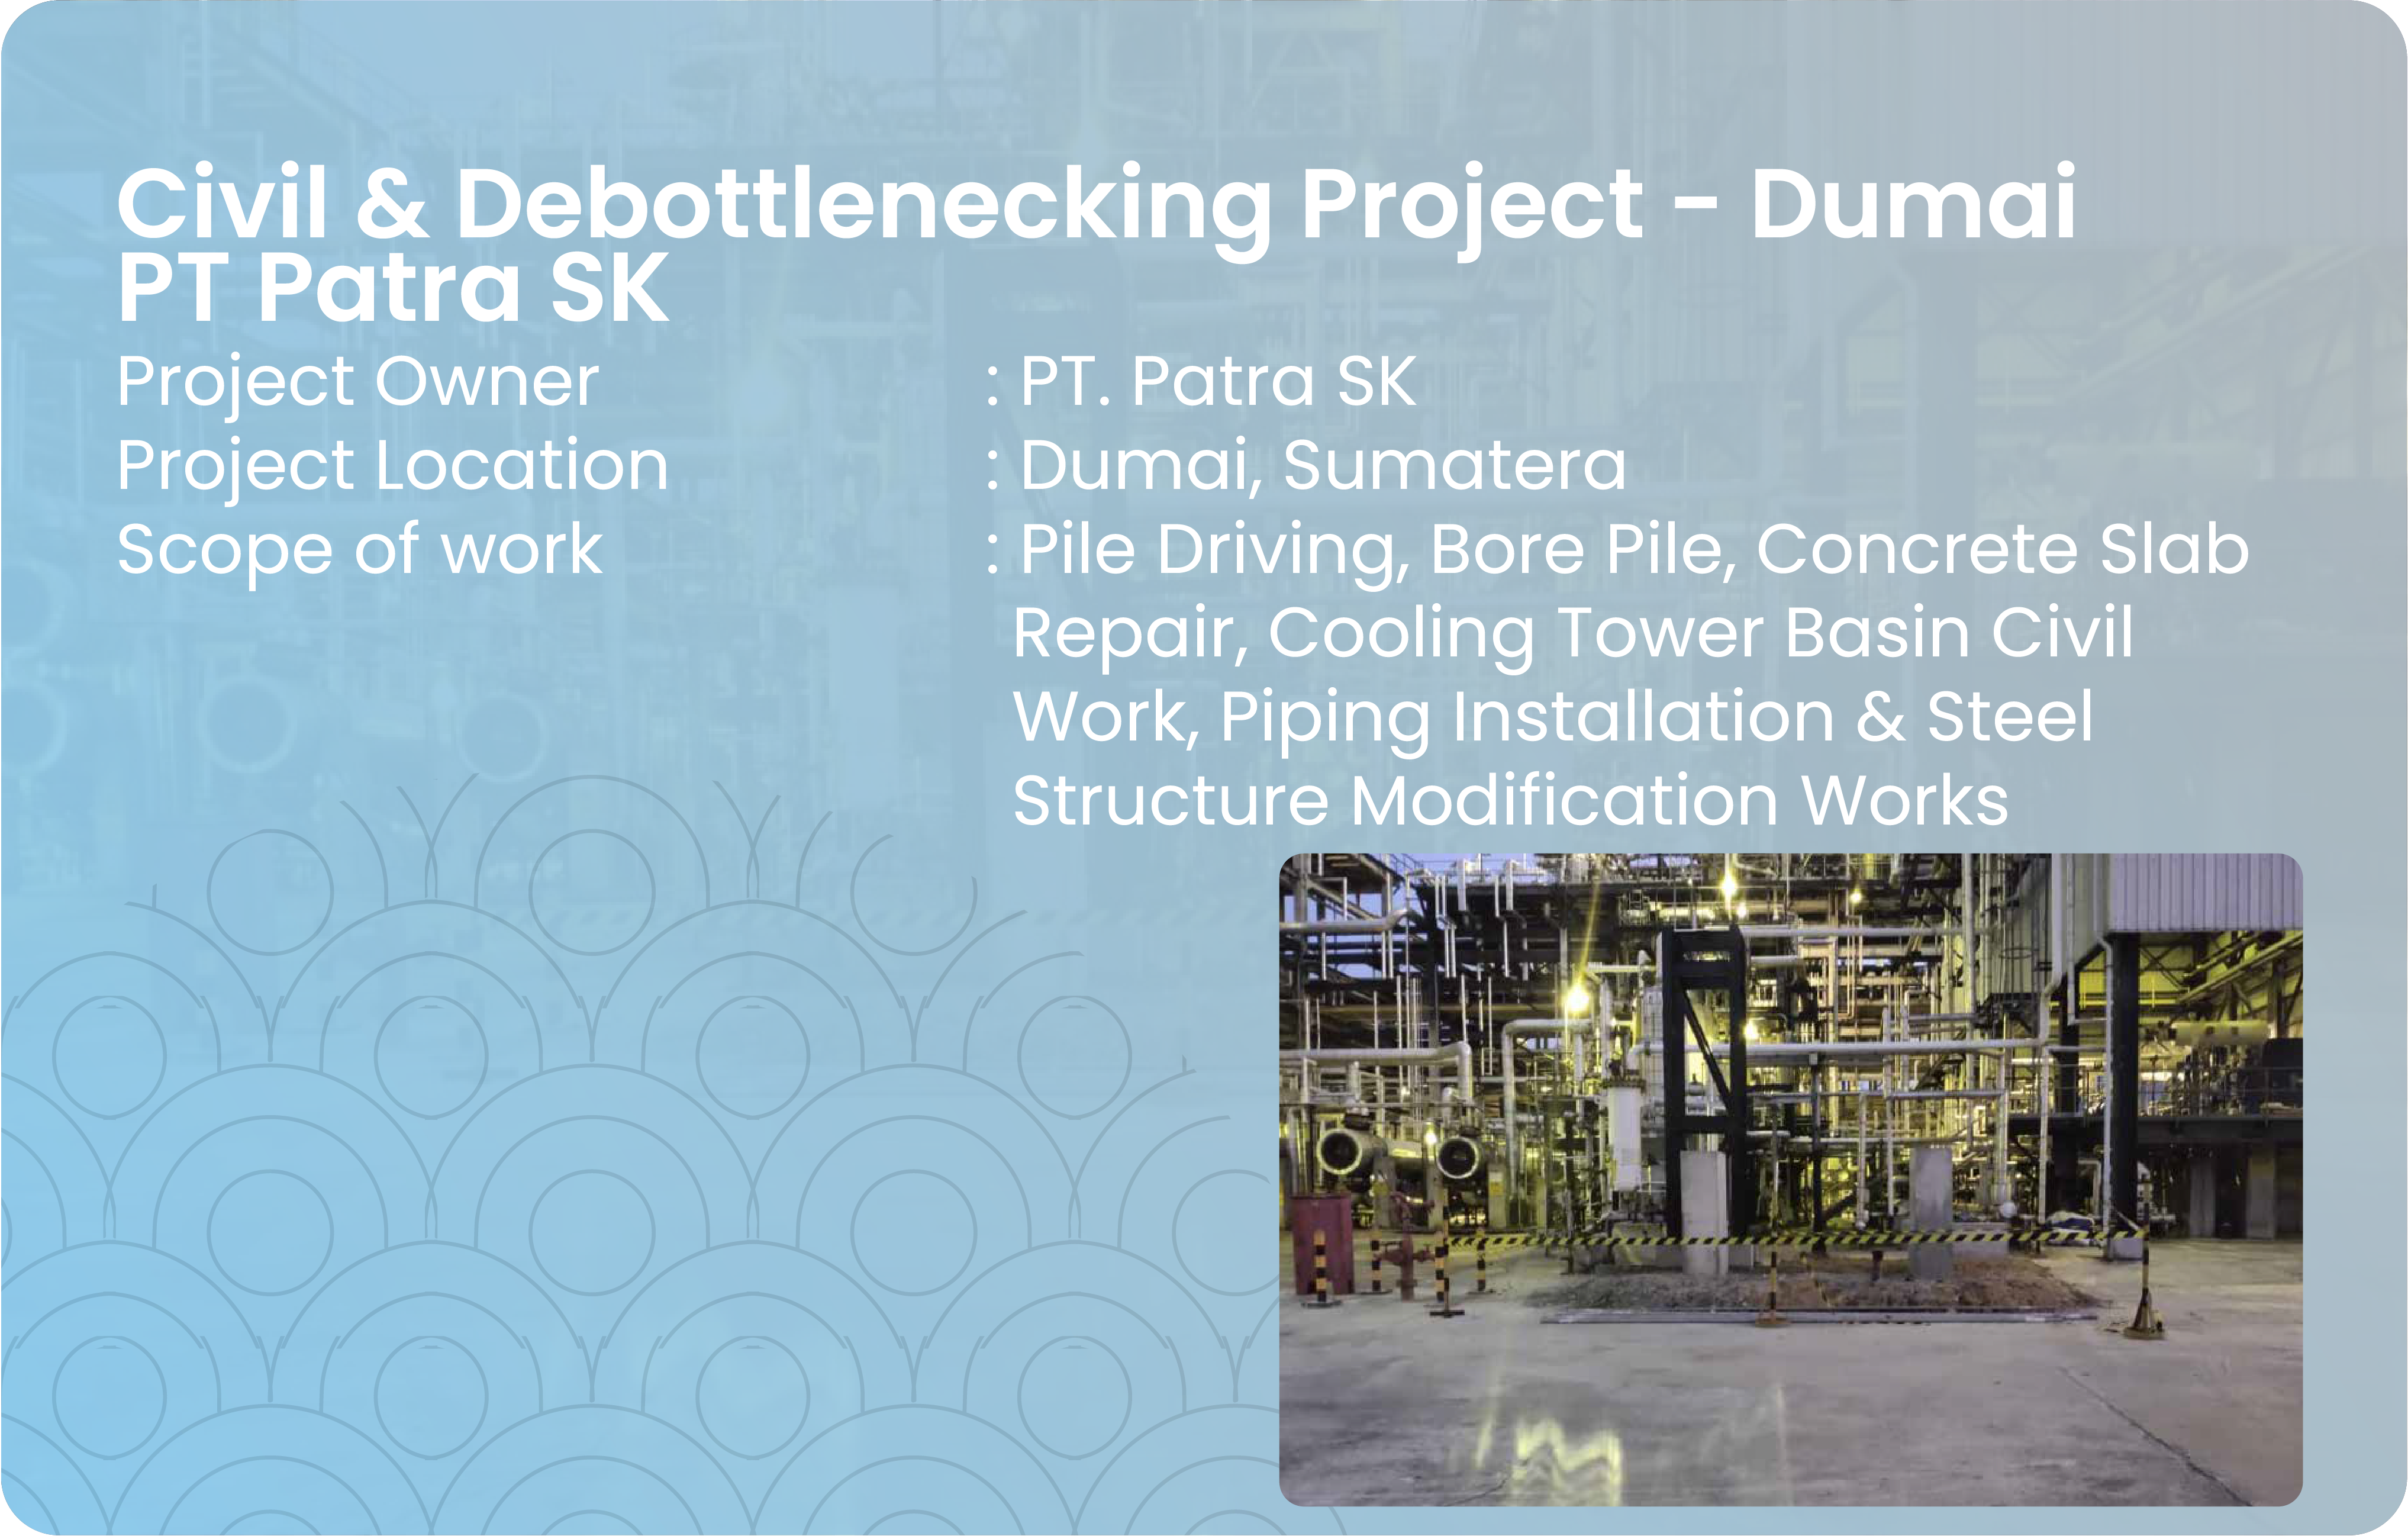 Civil & Debottlenecking Project - Dumai
PT Patra SK
Project Owner : PT. Patra SK
Project Location : Dumai, Sumatera
Scope of work : Pile Driving, Bore Pile, Concrete Slab
Repair, Cooling Tower Basin Civil
Work, Piping Installation & Steel
Structure Modification Works